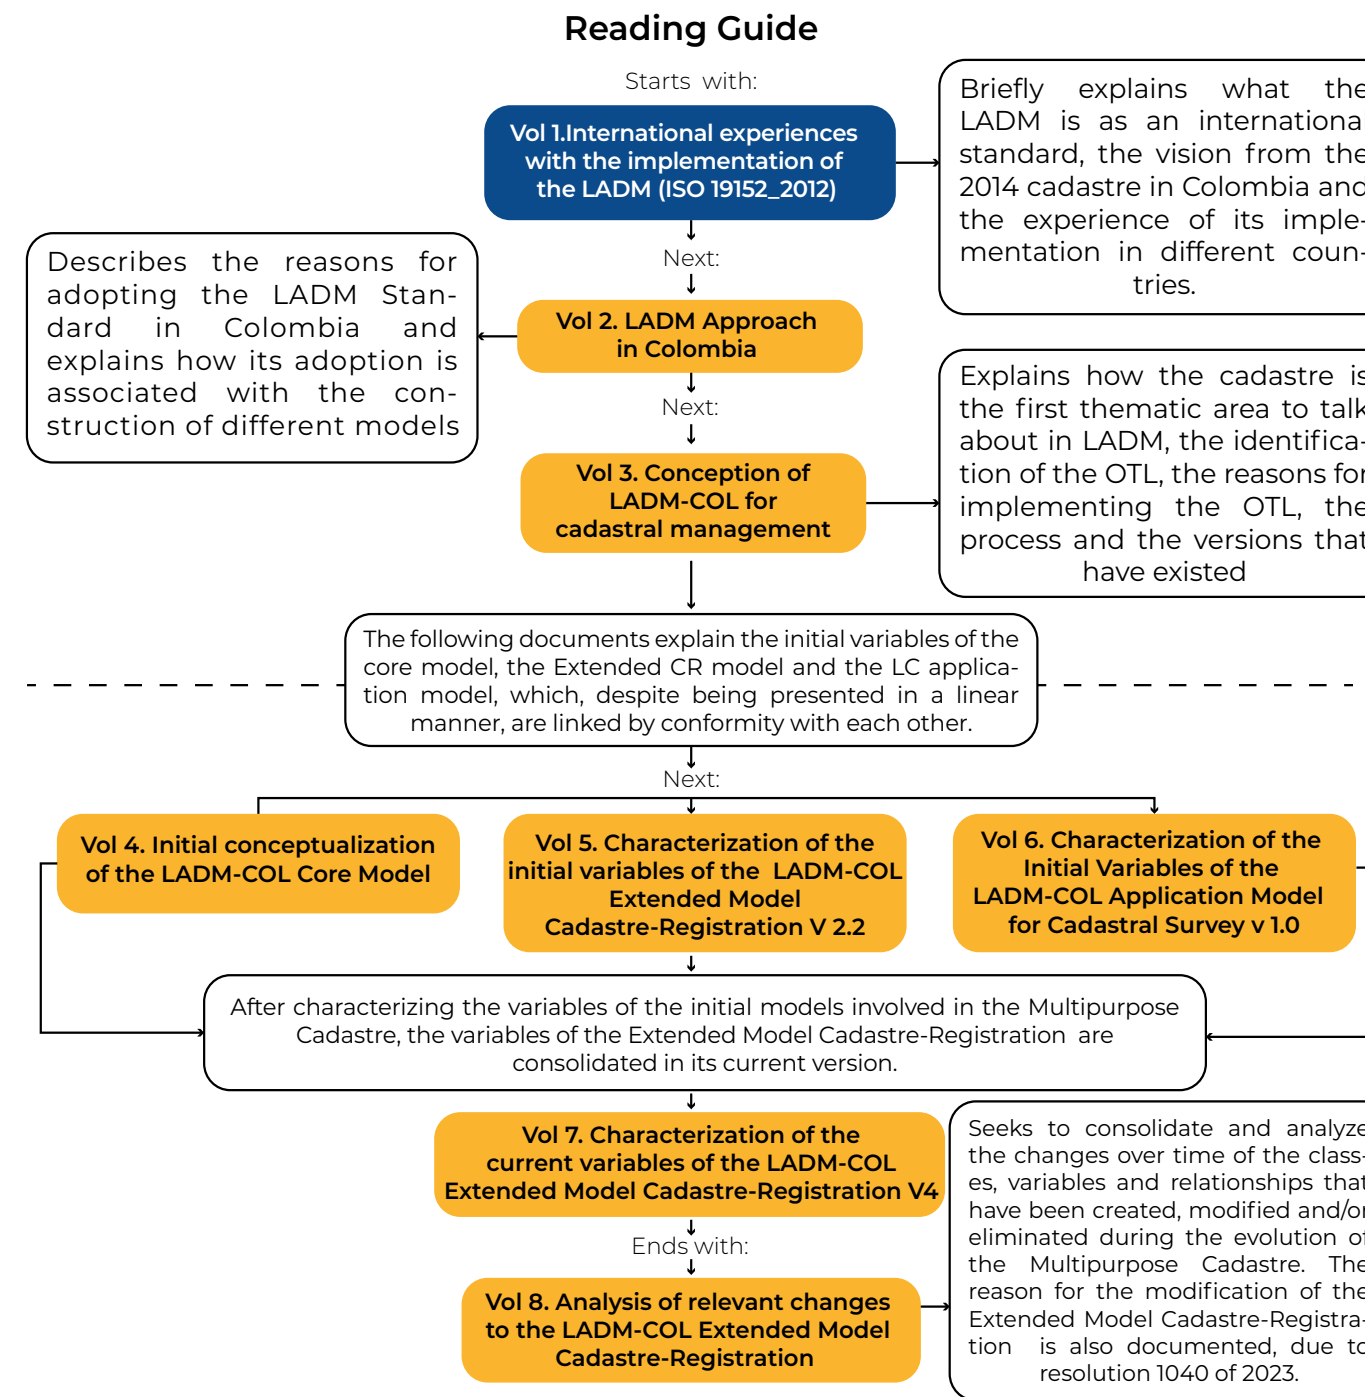 Reading Guide
Starts with:
Vol 1.International experiences
with the implementation of
the LADM (ISO 19152_2012)
Briefly explains what the
LADM is as an international
standard, the vision from the
2014 cadastre in Colombia and
the experience of its imple-
mentation in different coun-
tries.
Next:
Describes the reasons for
adopting the LADM Stan-
dard in Colombia and
explains how its adoption is
associated with the con-
struction of different models
Vol 2. LADM Approach
in Colombia
Next:
Vol 3. Conception of
LADM-COL for
cadastral management
Explains how the cadastre is
the first thematic area to talk
about in LADM, the identifica-
tion of the OTL, the reasons for
implementing the OTL, the
process and the versions that
have existed
The following documents explain the initial variables of the
core model, the Extended CR model and the LC applica-
tion model, which, despite being presented in a linear
manner, are linked by conformity with each other.
Next:
Vol 4. Initial conceptualization
of the LADM-COL Core Model
Vol 5. Characterization of the
initial variables of the LADM-COL
Extended Model
Cadastre-Registration V 2.2
Vol 6. Characterization of the
Initial Variables of the
LADM-COL Application Model
for Cadastral Survey v 1.0
After characterizing the variables of the initial models involved in the Multipurpose
Cadastre, the variables of the Extended Model Cadastre-Registration are
consolidated in its current version.
Vol 7. Characterization of the
current variables of the LADM-COL
Extended Model Cadastre-Registration V4
Ends with:
Vol 8. Analysis of relevant changes
to the LADM-COL Extended Model
Cadastre-Registration
Seeks to consolidate and analyze
the changes over time of the class-
es, variables and relationships that
have been created, modified and/or
eliminated during the evolution of
the Multipurpose Cadastre. The
reason for the modification of the
Extended Model Cadastre-Registra-
tion is also documented, due to
resolution 1040 of 2023.